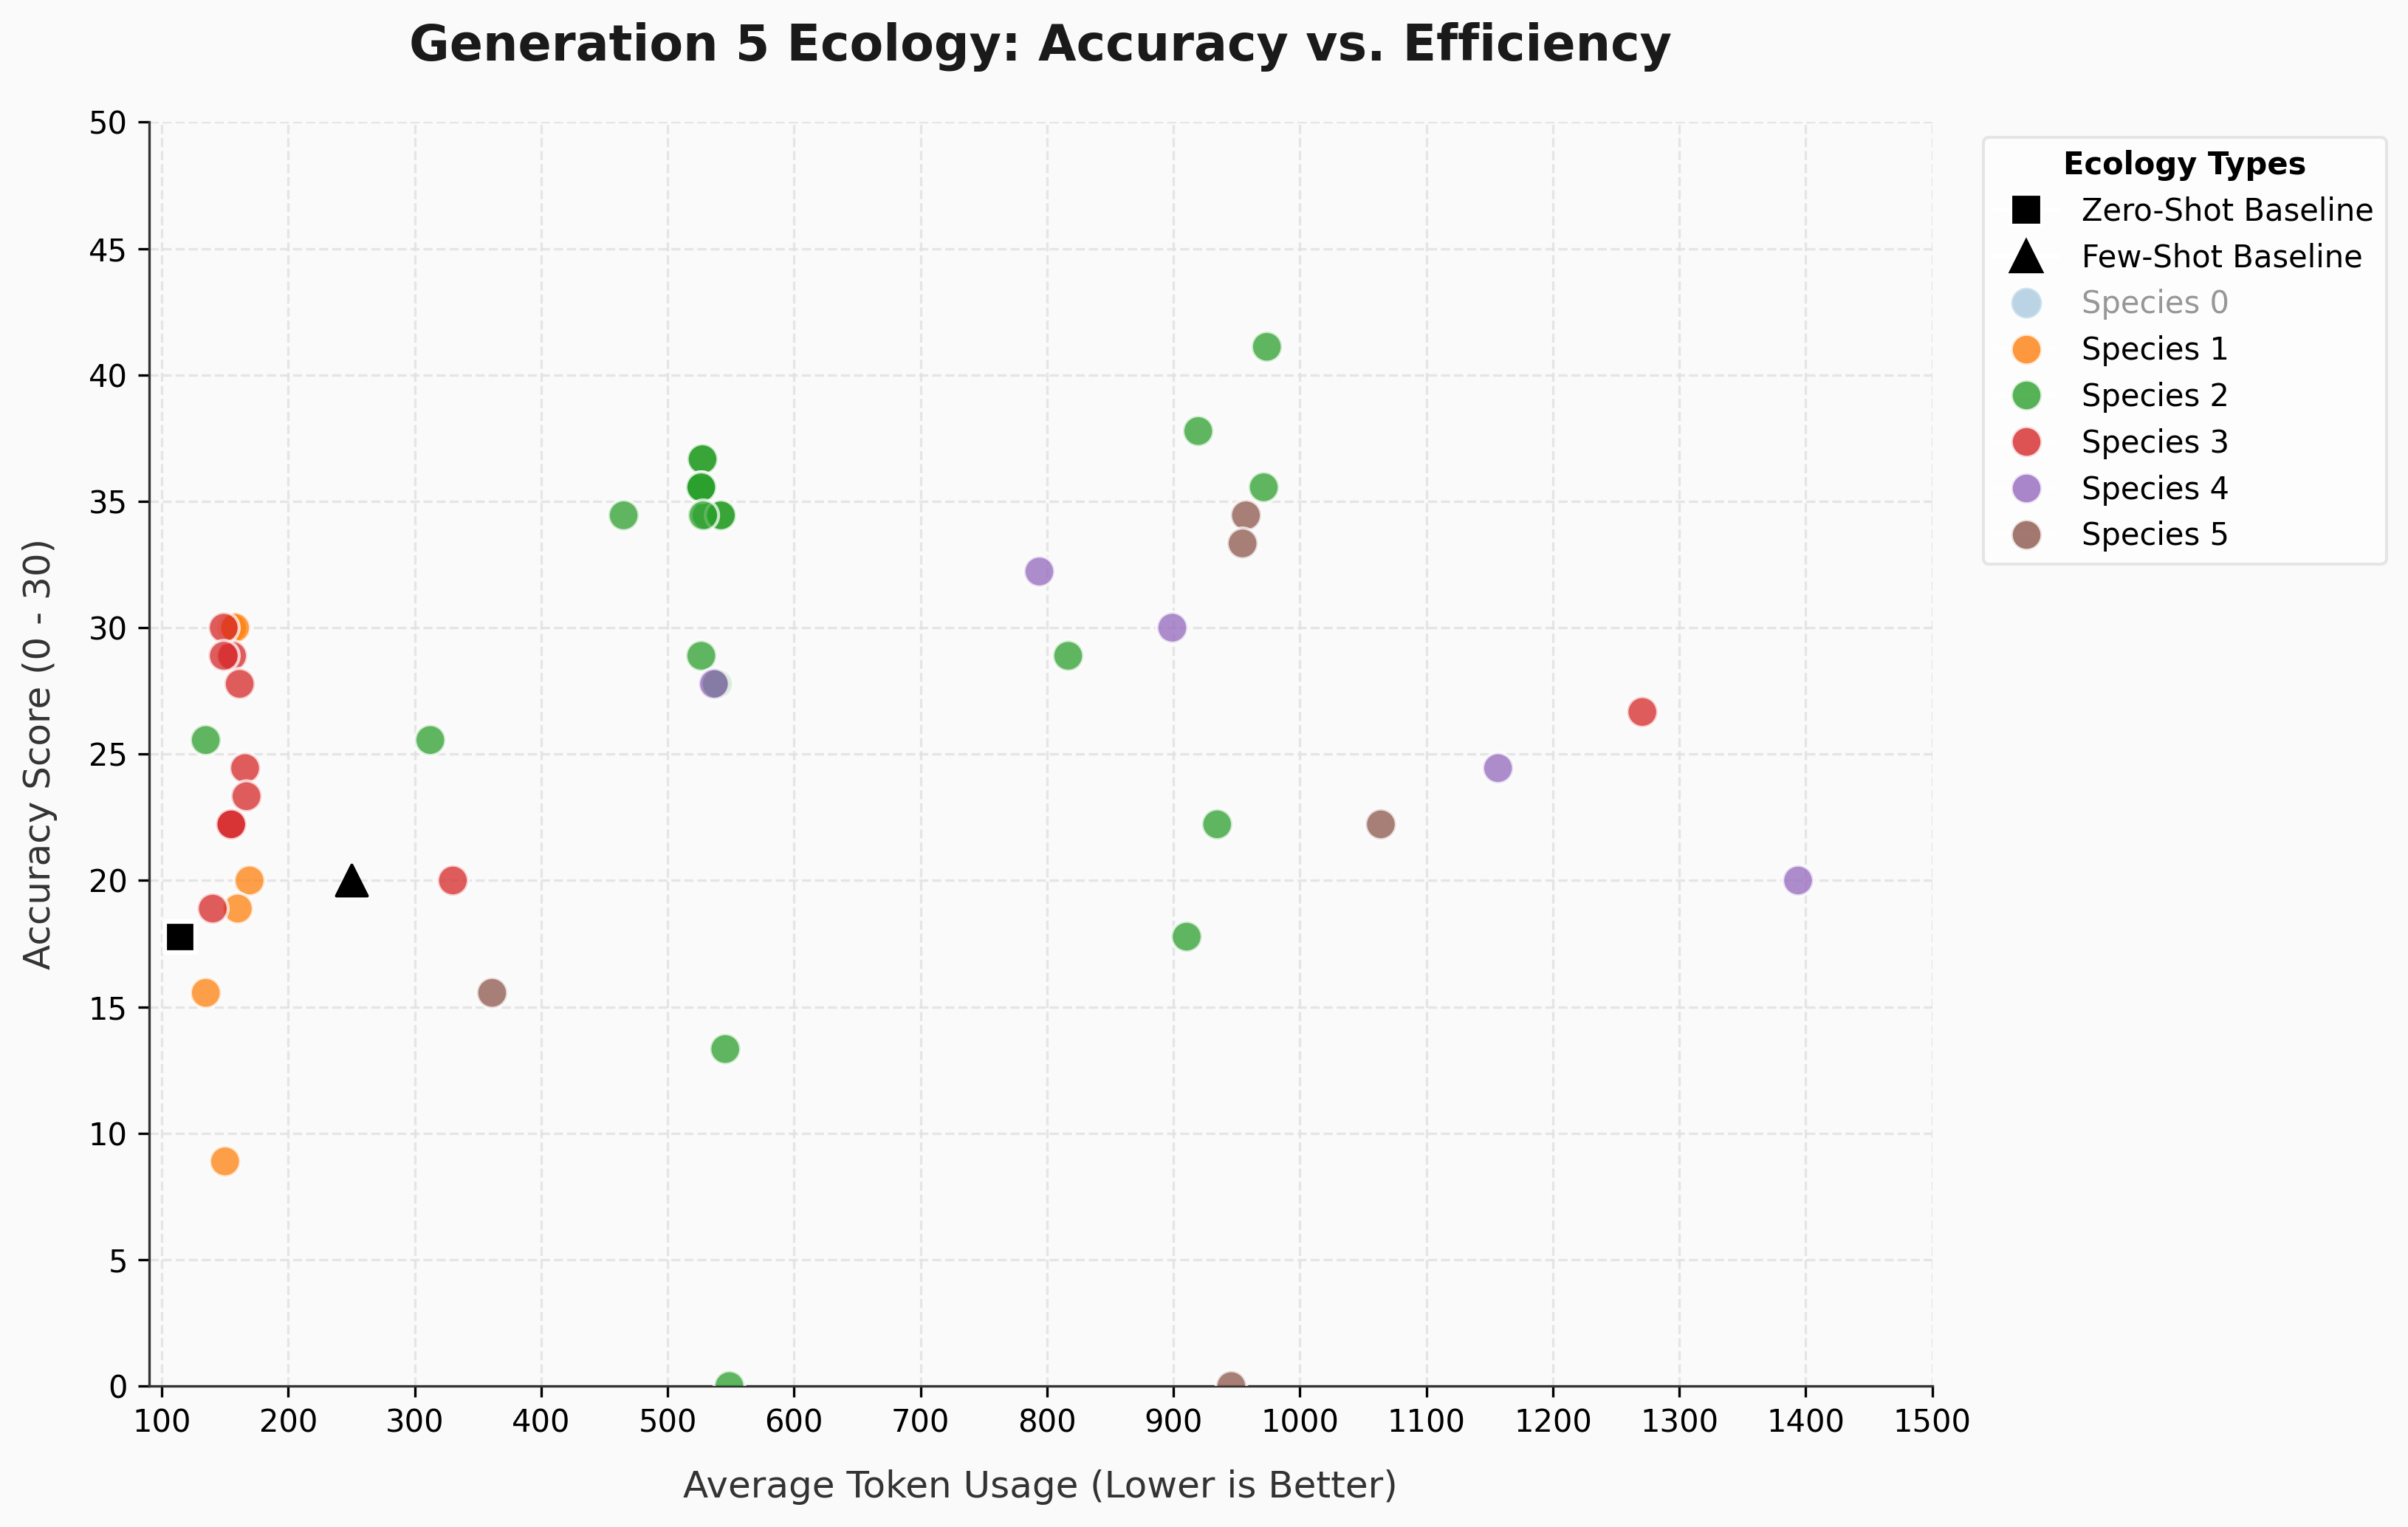 Generation 5 Ecology: Accuracy vs. Efficiency
Accuracy Score (0 - 30)
50
45
40
35
30
25
20
15
10
5
0
100 200 300 400 500 600 700 800 900 1000 1100 1200 1300 1400 1500
Average Token Usage (Lower is Better)
Ecology Types
Zero-Shot Baseline
Few-Shot Baseline
Species 0
Species 1
Species 2
Species 3
Species 4
Species 5